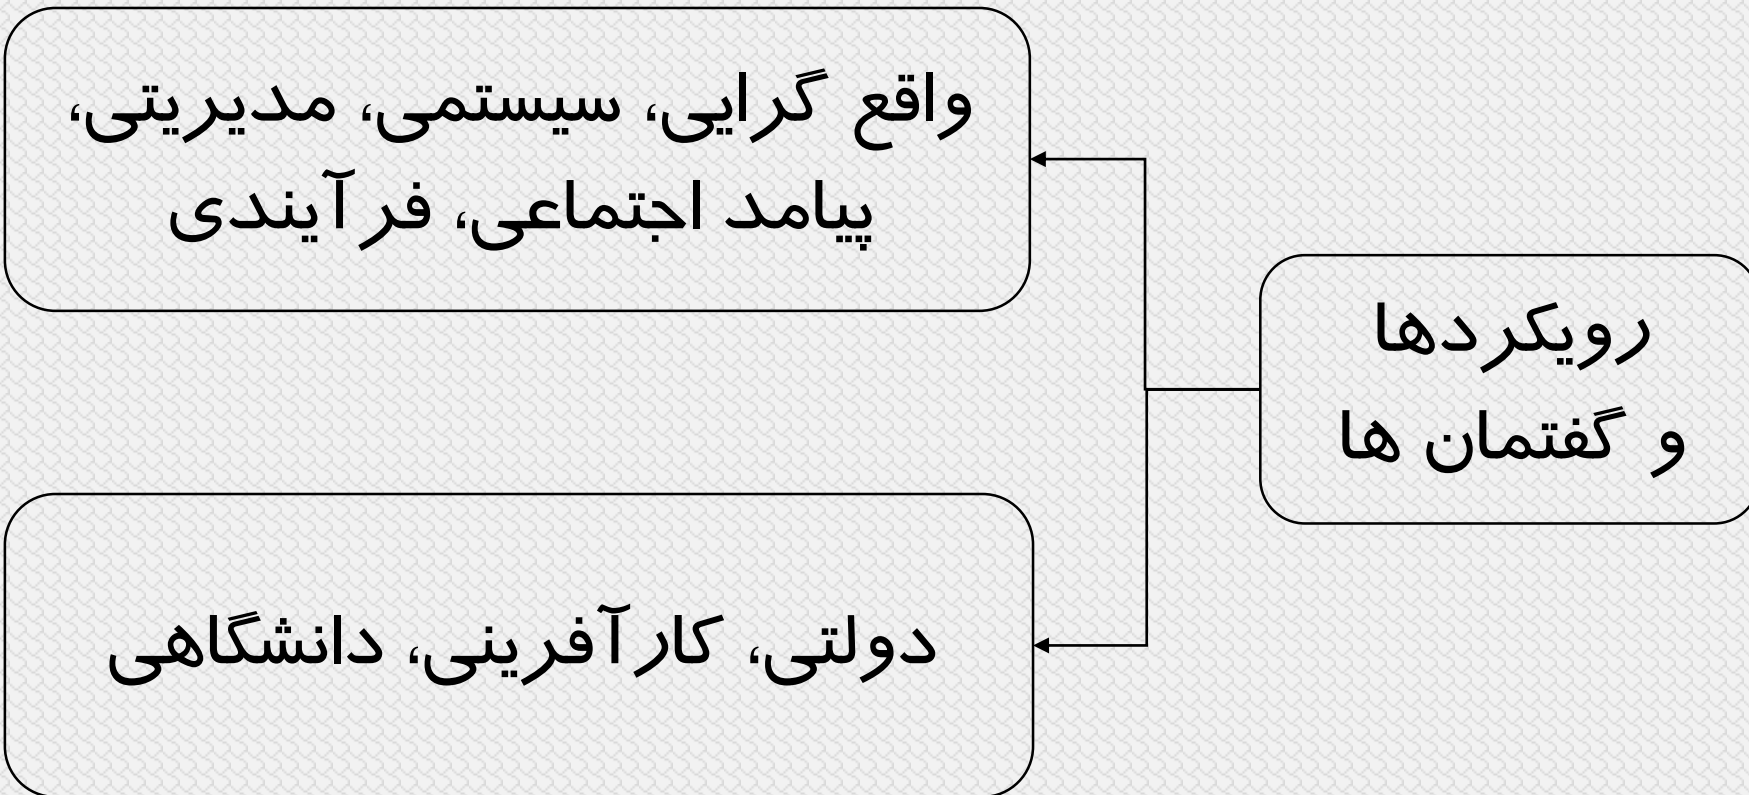 رویکردها
و گفتمان ها
واقع گرایی، سیستمی، مدیریتی،
پیامد اجتماعی، فرآیندی
دولتی، کارآفرینی، دانشگاهی